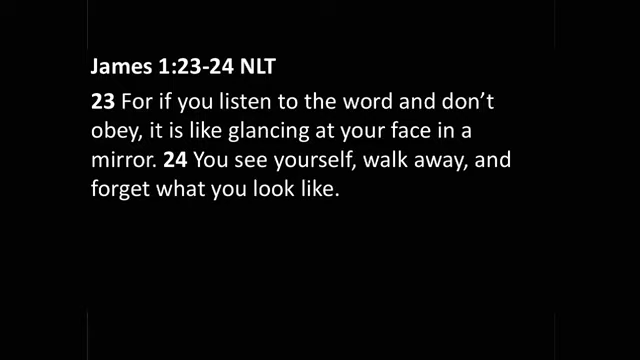 James 1:23-24 NLT
23 For if you listen to the word and don’t
obey, it is like glancing at your face in a
mirror. 24 You see yourself, walk away, and
forget what you look like.